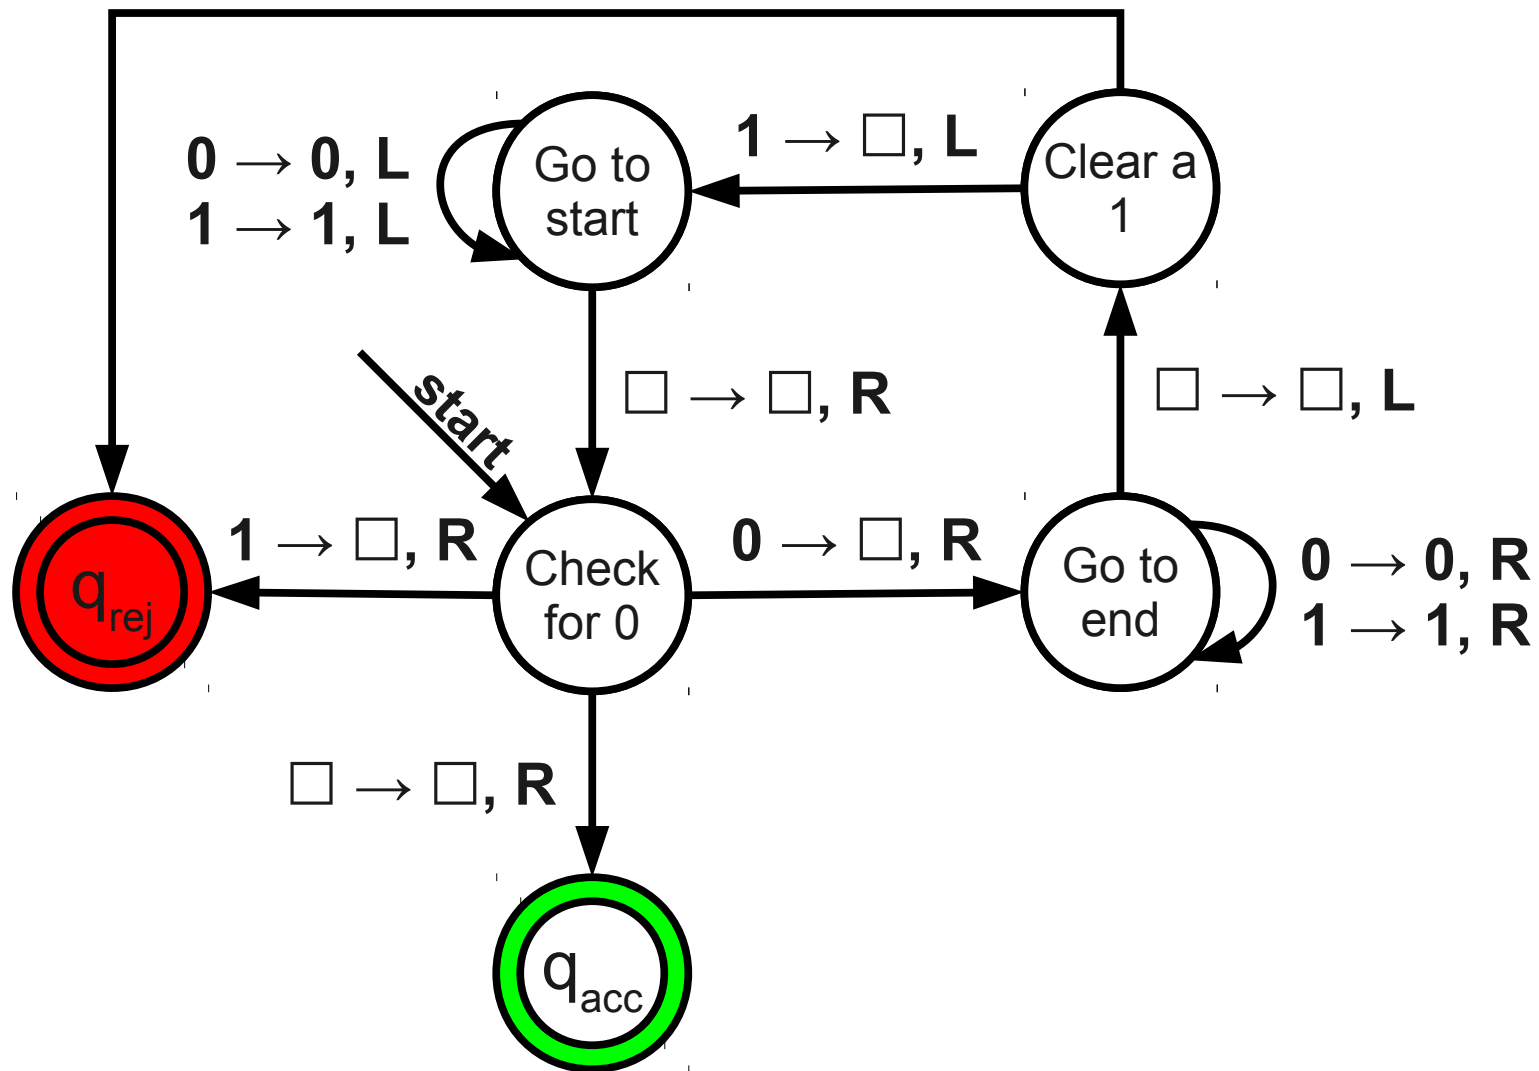 0 → 0, L
1 → 1, L
Go to
start
1 → □, L
Clear a
1
□ → □, R
□ → □, L
start
q_rej
1 → □, R
Check
for 0
0 → □, R
Go to
end
0 → 0, R
1 → 1, R
□ → □, R
q_acc